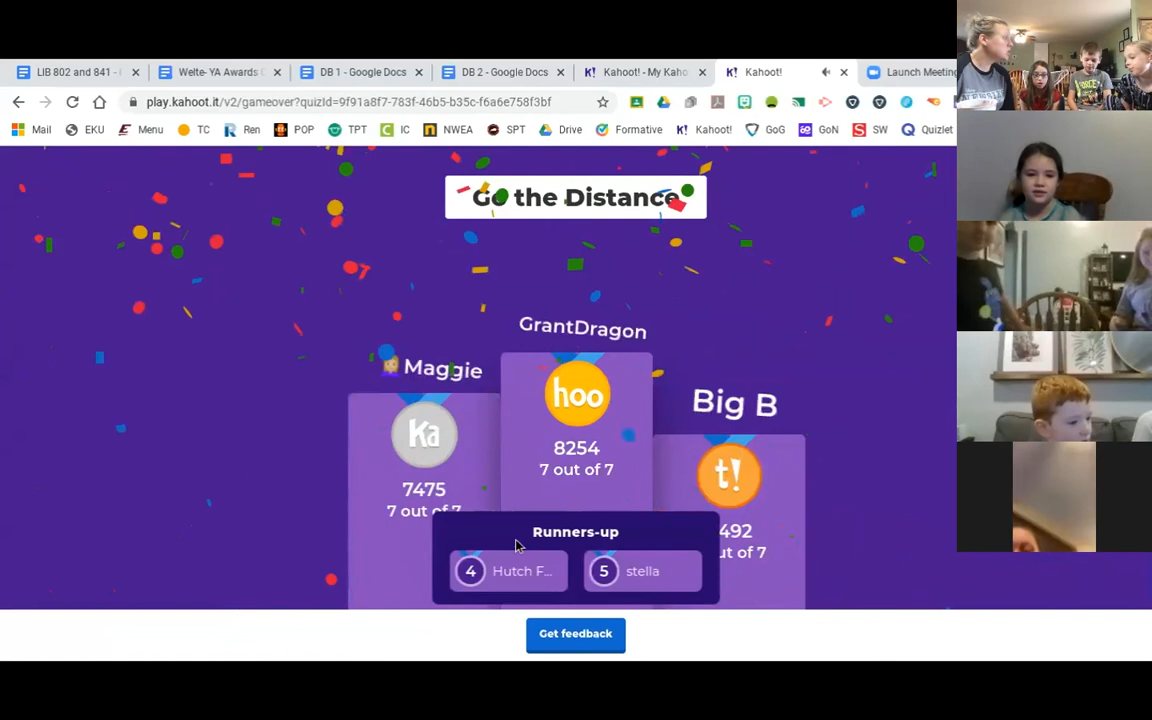 LIB 802 and 841 -
Welte- YA Awards
DB 1 - Google Docs
DB 2 - Google Docs
Kahoot! - My Kaho
Kahoot!
Launch Meeting
play.kahoot.it/v2/gameover?quizId=9f91a8f7-783f-46b5-b35c-f6a6e758f3bf
Mail EKU Menu TC Ren POP TPT IC NWEA SPT Drive Formative Kahoot! GoG GoN SW Quizlet
Go the Distance
GrantDragon
Maggie
Big B
hoo
Ka
t!
8254
7 out of 7
7475
7 out of 7
492
ut of 7
Runners-up
4 Hutch F...
5 stella
Get feedback